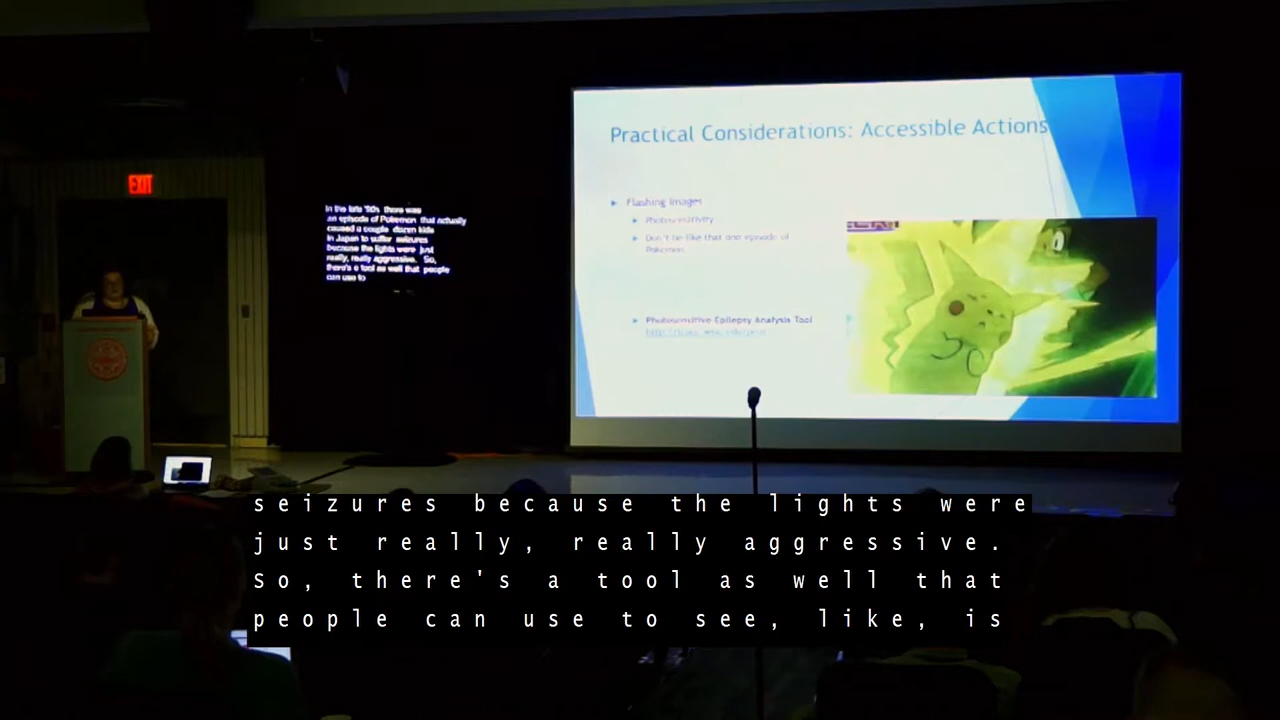 EXIT
In the late '90s there was
an episode of Pokemon that actually
caused a couple dozen kids
in Japan to suffer seizures
because the lights were just
really, really aggressive. So,
there's a tool as well that people
can use to
Practical Considerations: Accessible Actions
Flashing Images
Photosensitivity
Don't be like that one episode of
Pokemon
Photosensitive Epilepsy Analysis Tool
seizures because the lights were
just really, really aggressive.
So, there's a tool as well that
people can use to see, like, is